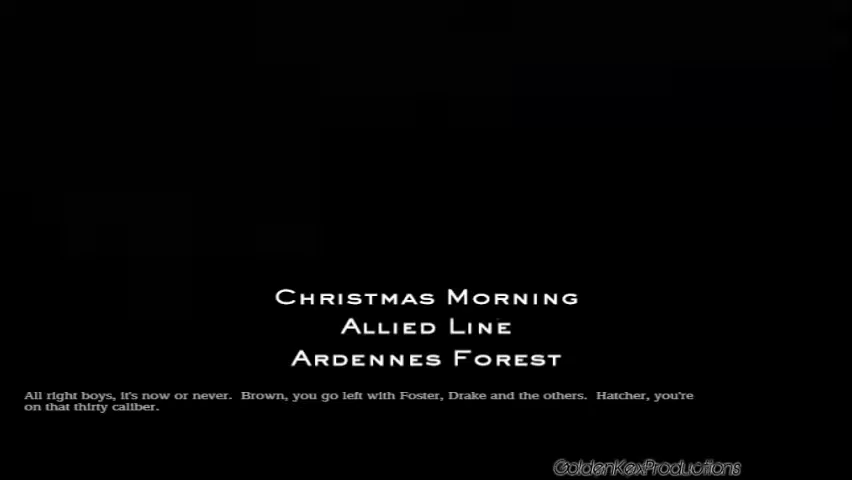 Christmas Morning
Allied Line
Ardennes Forest
All right boys, it's now or never.  Brown, you go left with Foster, Drake and the others.  Hatcher, you're
on that thirty caliber.
GoldenKexProductions